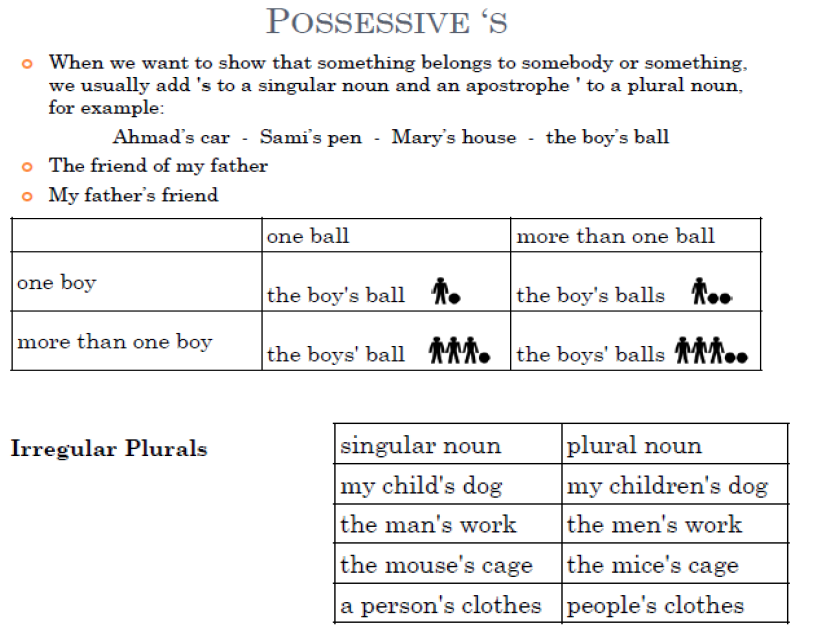 POSSESSIVE ‘S
When we want to show that something belongs to somebody or something,
we usually add 's to a singular noun and an apostrophe ' to a plural noun,
for example:
Ahmad’s car - Sami’s pen - Mary’s house - the boy’s ball
The friend of my father
My father’s friend
one ball more than one ball
one boy
the boy's ball the boy's balls
more than one boy
the boys' ball the boys' balls
Irregular Plurals
singular noun plural noun
my child's dog my children's dog
the man's work the men's work
the mouse's cage the mice's cage
a person's clothes people's clothes